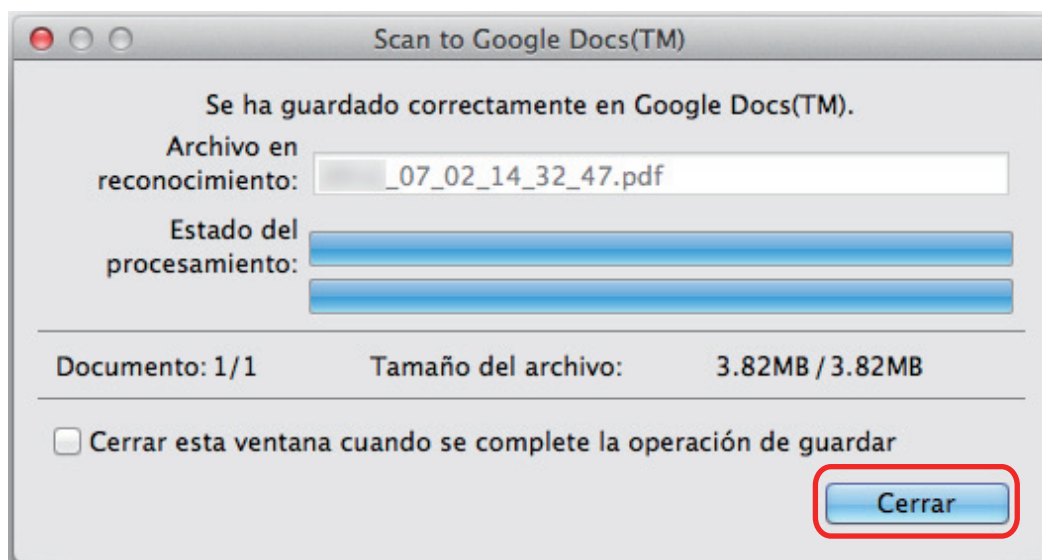 Scan to Google Docs(TM)
Se ha guardado correctamente en Google Docs(TM).
Archivo en
reconocimiento: _07_02_14_32_47.pdf
Estado del
procesamiento:
Documento: 1/1 Tamaño del archivo: 3.82MB / 3.82MB
Cerrar esta ventana cuando se complete la operación de guardar
Cerrar